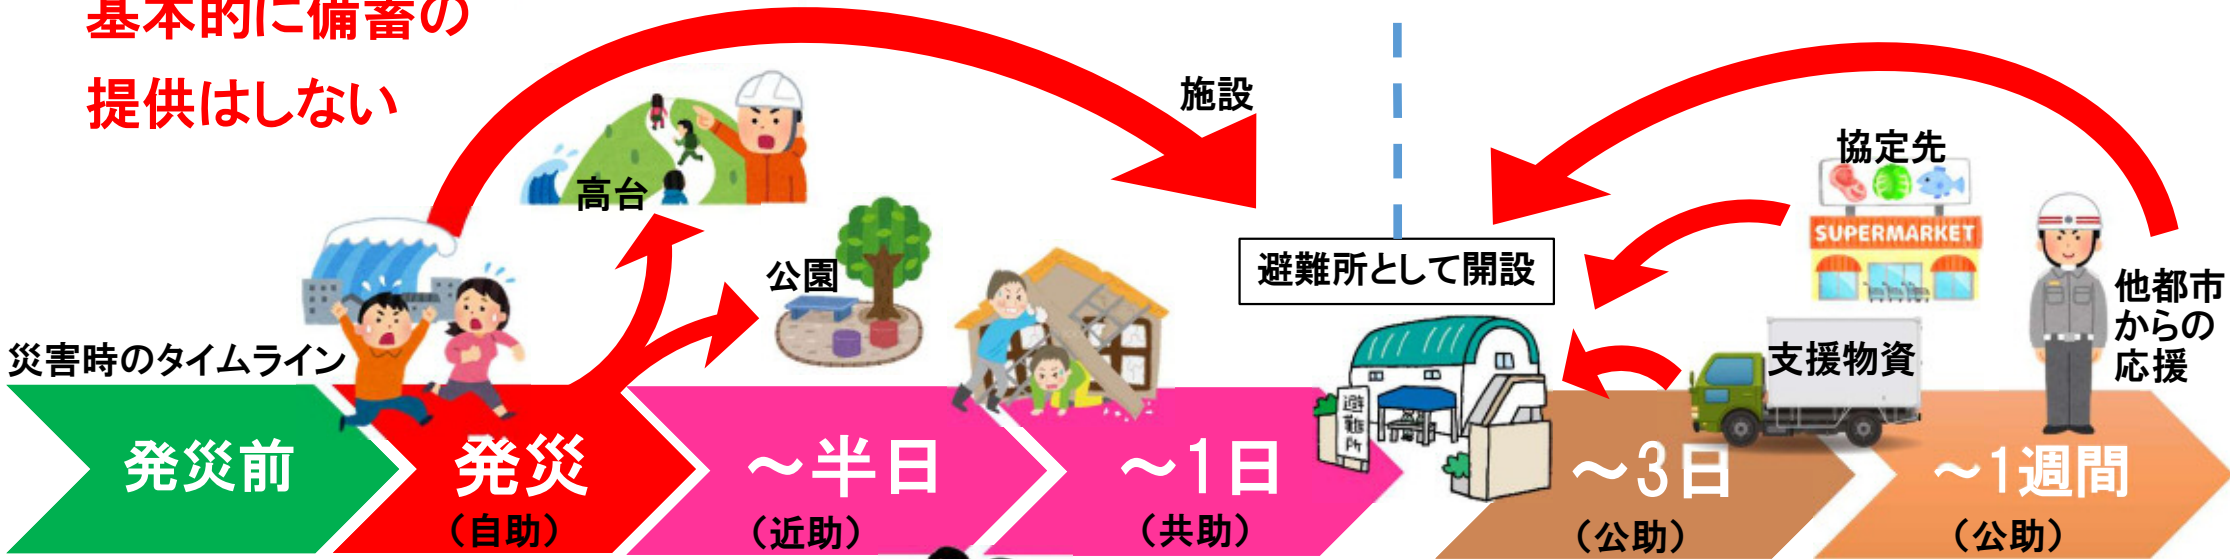 基本的に備蓄の
提供はしない
施設
協定先
高台
SUPERMARKET
公園
避難所として開設
他都市
からの
応援
災害時のタイムライン
支援物資
避難所
発災前
発災
（自助）
～半日
（近助）
～1日
（共助）
～3日
（公助）
～1週間
（公助）